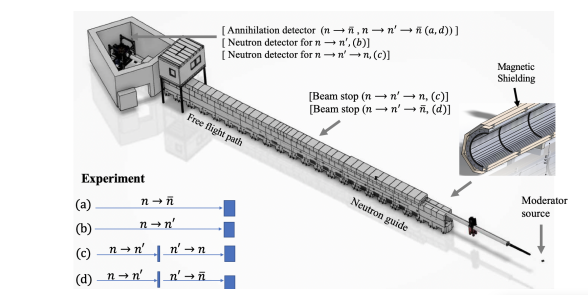 [ Annihilation detector (n → n̄ , n → n′ → n̄ (a, d)) ]
[ Neutron detector for n → n′, (b)]
[ Neutron detector for n → n′ → n, (c)]
Magnetic
Shielding
[Beam stop (n → n′ → n, (c)]
[Beam stop (n → n′ → n̄, (d)]
Free flight path
Experiment
Neutron guide
Moderator
source
(a) n → n̄
(b) n → n′
(c) n → n′ n′ → n
(d) n → n′ n′ → n̄